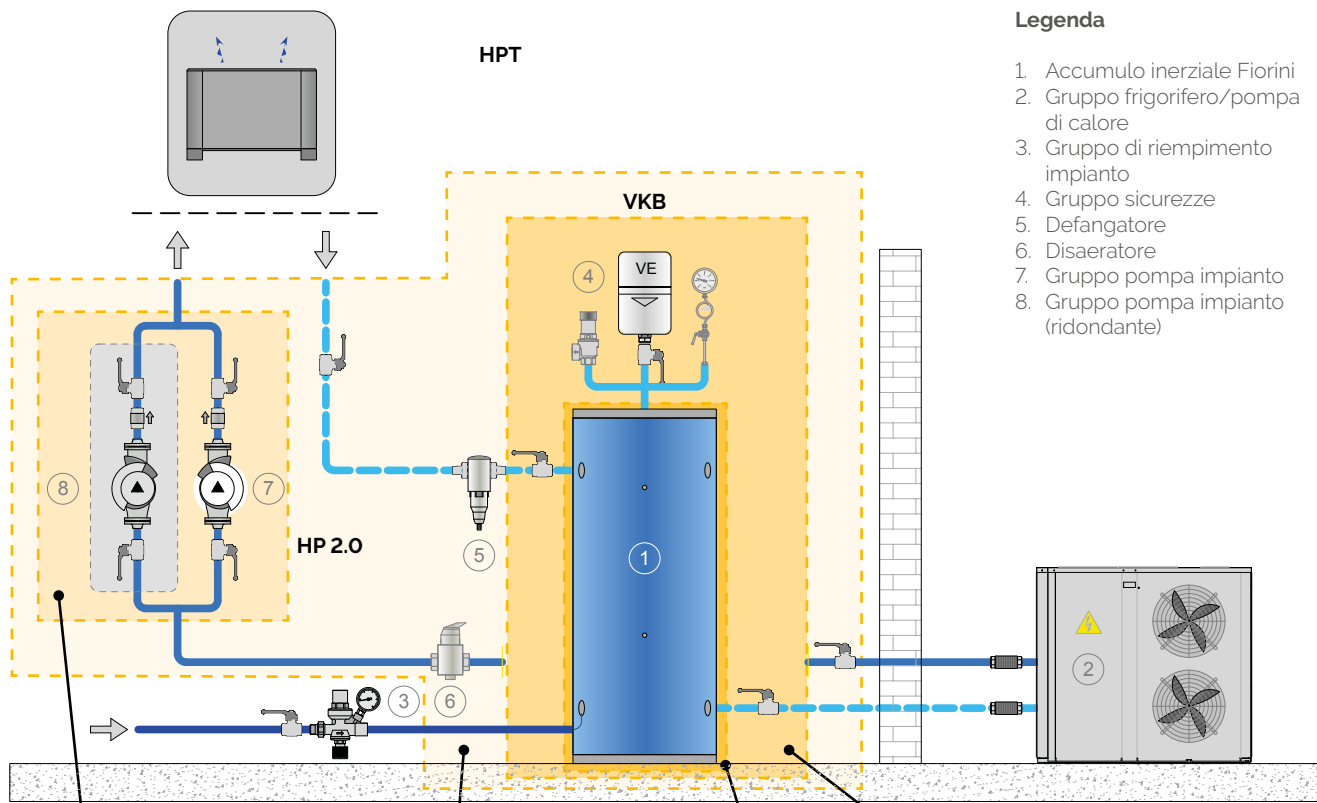 HPT
VKB
VE
4
8
7
HP 2.0
5
1
3
6
2
Legenda
1. Accumulo inerziale Fiorini
2. Gruppo frigorifero/pompa
di calore
3. Gruppo di riempimento
impianto
4. Gruppo sicurezze
5. Defangatore
6. Disaeratore
7. Gruppo pompa impianto
8. Gruppo pompa impianto
(ridondante)